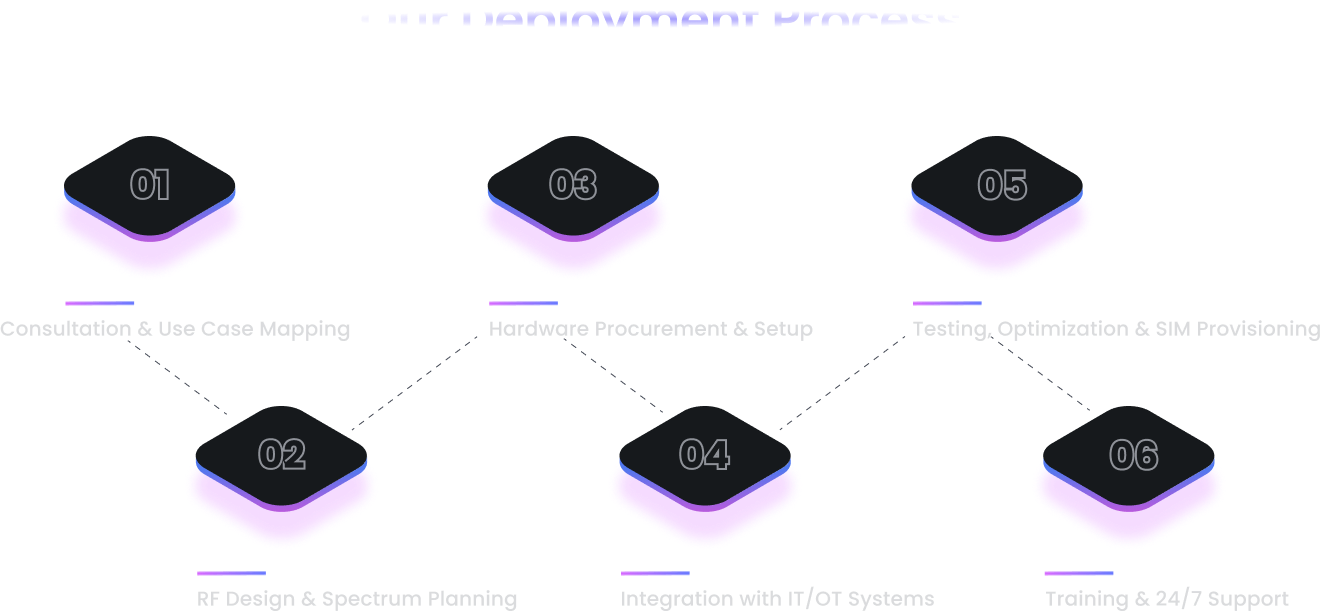 Our Deployment Process
01
Consultation & Use Case Mapping
02
RF Design & Spectrum Planning
03
Hardware Procurement & Setup
04
Integration with IT/OT Systems
05
Testing, Optimization & SIM Provisioning
06
Training & 24/7 Support